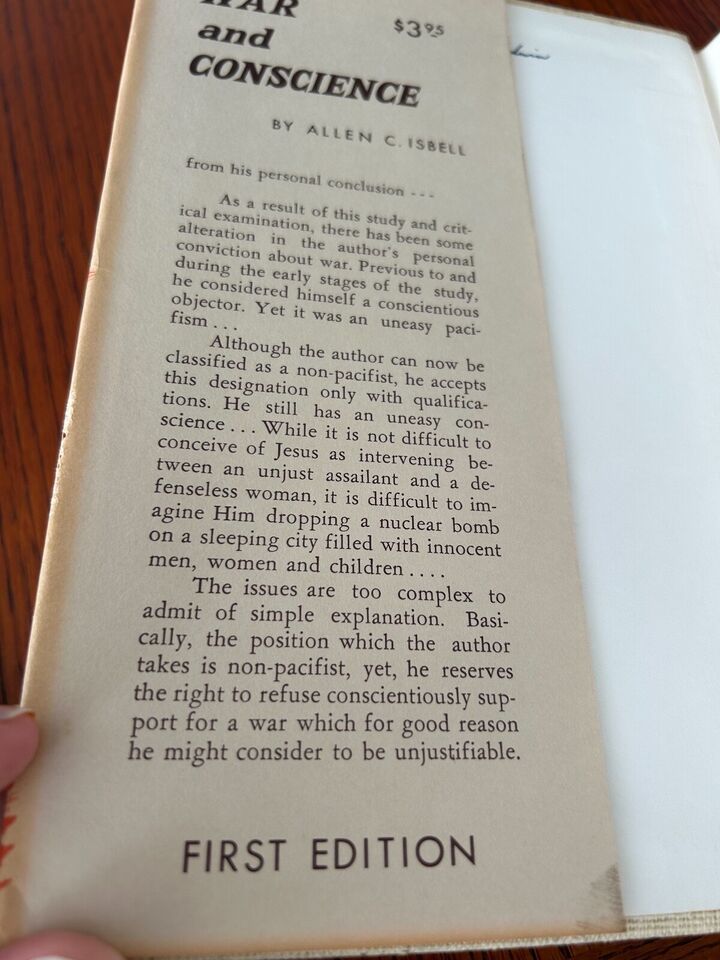 WAR
$3.95
and
CONSCIENCE
BY ALLEN C. ISBELL
from his personal conclusion ---
As a result of this study and crit-
ical examination, there has been some
alteration in the author's personal
conviction about war. Previous to and
during the early stages of the study,
he considered himself a conscientious
objector. Yet it was an uneasy paci-
fism . . .
Although the author can now be
classified as a non-pacifist, he accepts
this designation only with qualifica-
tions. He still has an uneasy con-
science . . . While it is not difficult to
conceive of Jesus as intervening be-
tween an unjust assailant and a de-
fenseless woman, it is difficult to im-
agine Him dropping a nuclear bomb
on a sleeping city filled with innocent
men, women and children . . . .
The issues are too complex to
admit of simple explanation. Basi-
cally, the position which the author
takes is non-pacifist, yet, he reserves
the right to refuse conscientiously sup-
port for a war which for good reason
he might consider to be unjustifiable.
FIRST EDITION